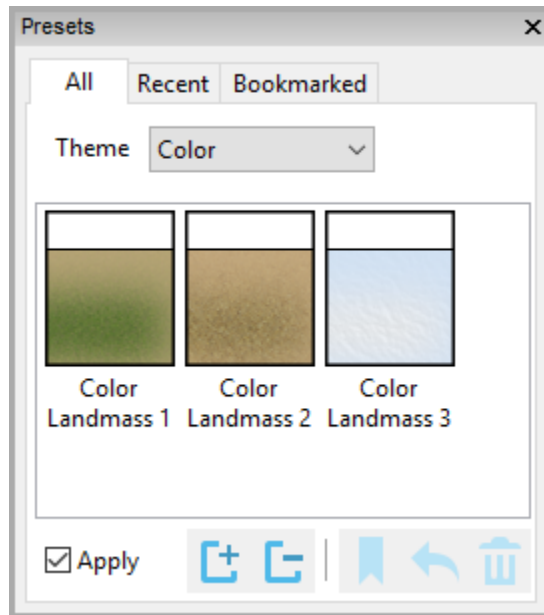 Presets
All Recent Bookmarked
Theme Color
Color Color Color
Landmass 1 Landmass 2 Landmass 3
Apply